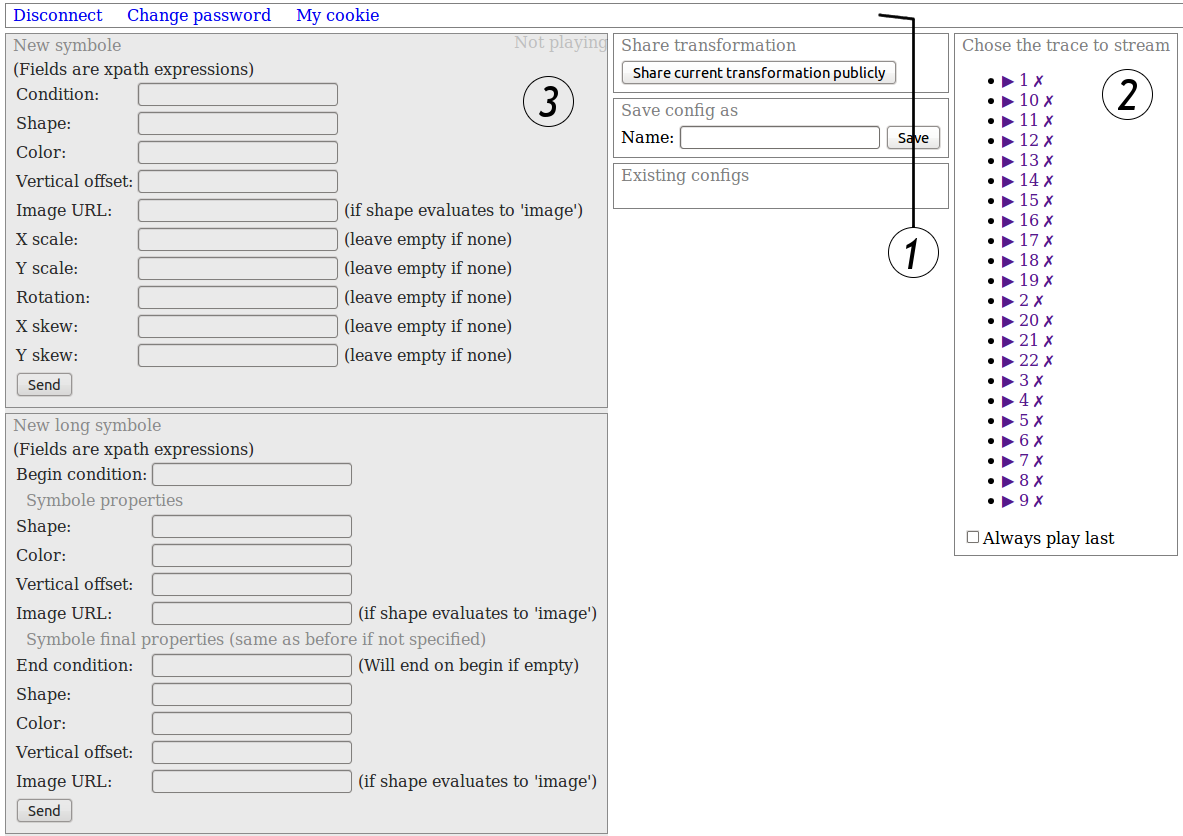 Disconnect Change password My cookie
New symbole
Not playing
(Fields are xpath expressions)
3
Condition:
Shape:
Color:
Vertical offset:
Image URL: (if shape evaluates to 'image')
X scale: (leave empty if none)
Y scale: (leave empty if none)
Rotation: (leave empty if none)
X skew: (leave empty if none)
Y skew: (leave empty if none)
Send
New long symbole
(Fields are xpath expressions)
Begin condition:
Symbole properties
Shape:
Color:
Vertical offset:
Image URL: (if shape evaluates to 'image')
Symbole final properties (same as before if not specified)
End condition: (Will end on begin if empty)
Shape:
Color:
Vertical offset:
Image URL: (if shape evaluates to 'image')
Send
Share transformation
Share current transformation publicly
Save config as
Name: Save
Existing configs
1
Chose the trace to stream
2
• ▶ 1 ✗
• ▶ 10 ✗
• ▶ 11 ✗
• ▶ 12 ✗
• ▶ 13 ✗
• ▶ 14 ✗
• ▶ 15 ✗
• ▶ 16 ✗
• ▶ 17 ✗
• ▶ 18 ✗
• ▶ 19 ✗
• ▶ 2 ✗
• ▶ 20 ✗
• ▶ 21 ✗
• ▶ 22 ✗
• ▶ 3 ✗
• ▶ 4 ✗
• ▶ 5 ✗
• ▶ 6 ✗
• ▶ 7 ✗
• ▶ 8 ✗
• ▶ 9 ✗
Always play last